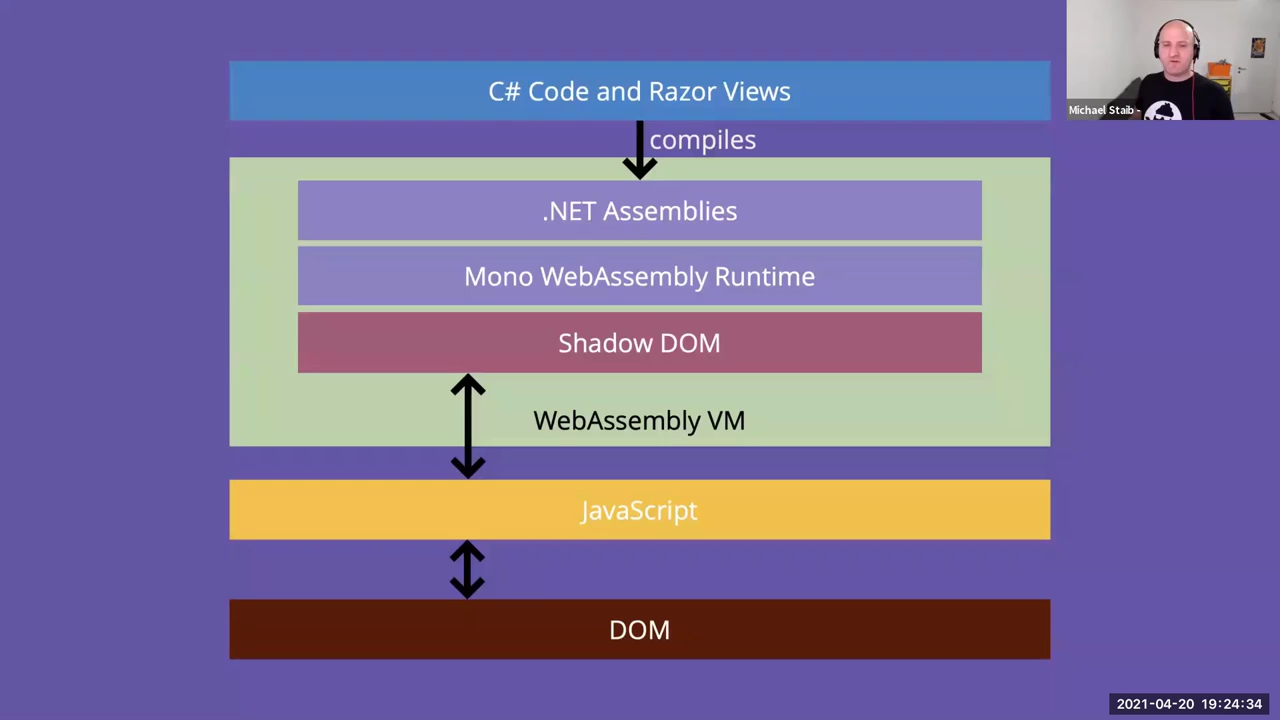 C# Code and Razor Views
compiles
.NET Assemblies
Mono WebAssembly Runtime
Shadow DOM
WebAssembly VM
JavaScript
DOM
Michael Staib -
2021-04-20 19:24:34